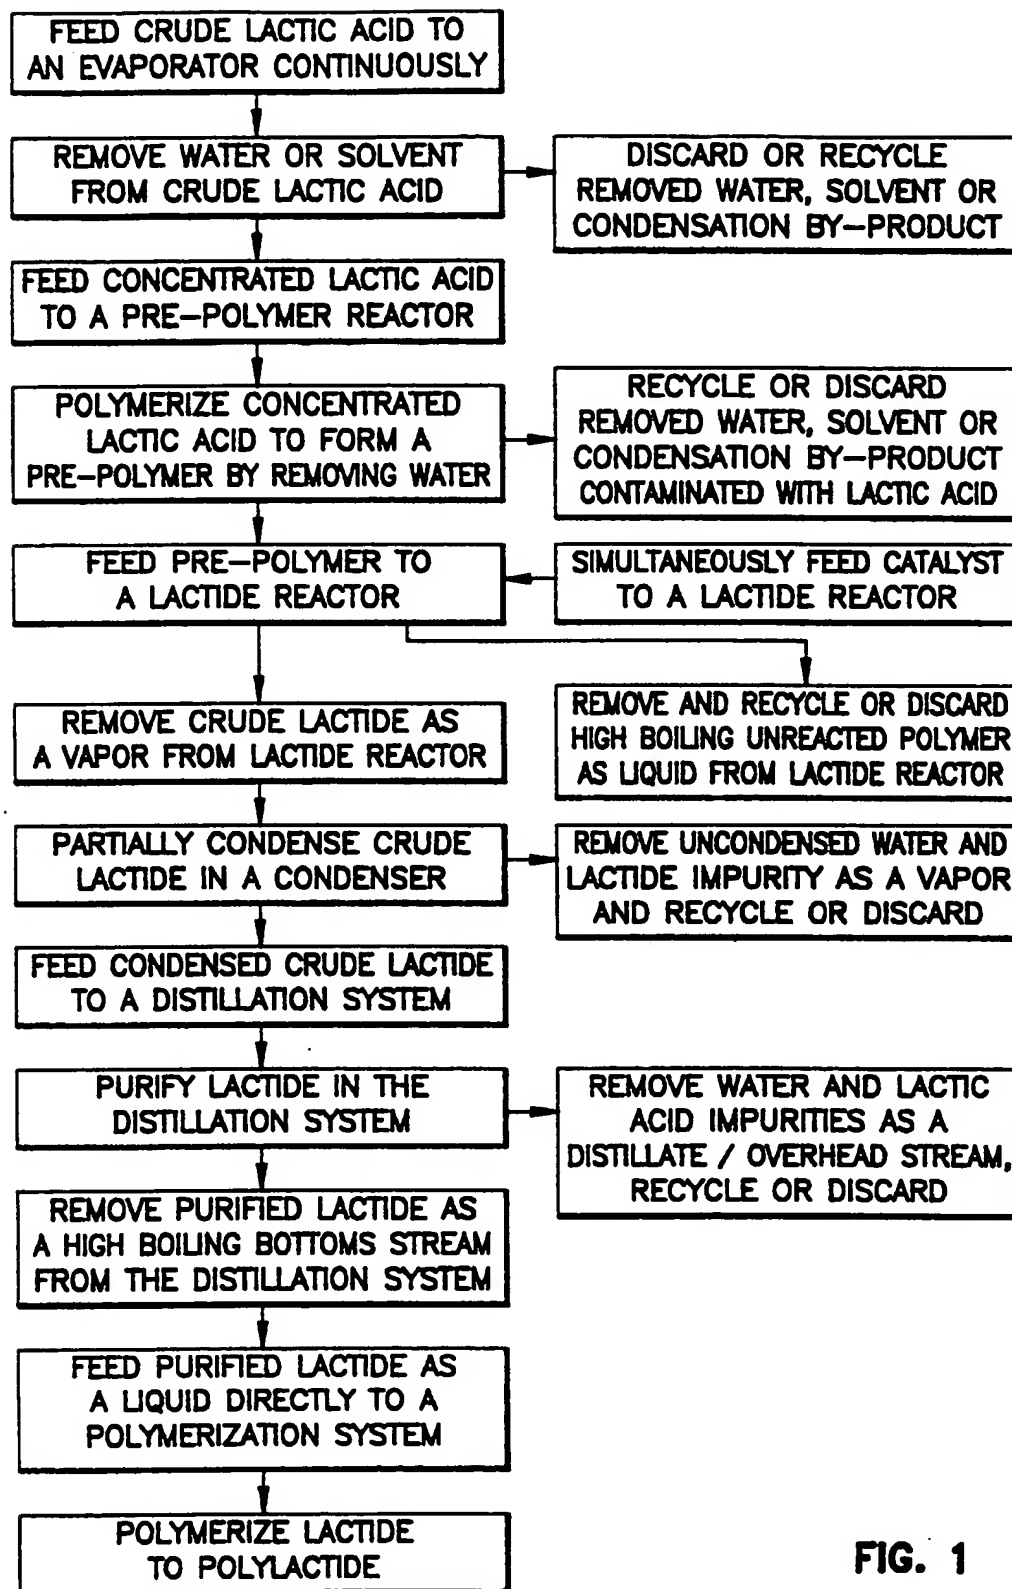 FEED CRUDE LACTIC ACID TO
AN EVAPORATOR CONTINUOUSLY
REMOVE WATER OR SOLVENT
FROM CRUDE LACTIC ACID
DISCARD OR RECYCLE
REMOVED WATER, SOLVENT OR
CONDENSATION BY-PRODUCT
FEED CONCENTRATED LACTIC ACID
TO A PRE-POLYMER REACTOR
POLYMERIZE CONCENTRATED
LACTIC ACID TO FORM A
PRE-POLYMER BY REMOVING WATER
RECYCLE OR DISCARD
REMOVED WATER, SOLVENT OR
CONDENSATION BY-PRODUCT
CONTAMINATED WITH LACTIC ACID
FEED PRE-POLYMER TO
A LACTIDE REACTOR
SIMULTANEOUSLY FEED CATALYST
TO A LACTIDE REACTOR
REMOVE CRUDE LACTIDE AS
A VAPOR FROM LACTIDE REACTOR
REMOVE AND RECYCLE OR DISCARD
HIGH BOILING UNREACTED POLYMER
AS LIQUID FROM LACTIDE REACTOR
PARTIALLY CONDENSE CRUDE
LACTIDE IN A CONDENSER
REMOVE UNCONDENSED WATER AND
LACTIDE IMPURITY AS A VAPOR
AND RECYCLE OR DISCARD
FEED CONDENSED CRUDE LACTIDE
TO A DISTILLATION SYSTEM
PURIFY LACTIDE IN THE
DISTILLATION SYSTEM
REMOVE WATER AND LACTIC
ACID IMPURITIES AS A
DISTILLATE / OVERHEAD STREAM,
RECYCLE OR DISCARD
REMOVE PURIFIED LACTIDE AS
A HIGH BOILING BOTTOMS STREAM
FROM THE DISTILLATION SYSTEM
FEED PURIFIED LACTIDE AS
A LIQUID DIRECTLY TO A
POLYMERIZATION SYSTEM
POLYMERIZE LACTIDE
TO POLYLACTIDE
FIG. 1